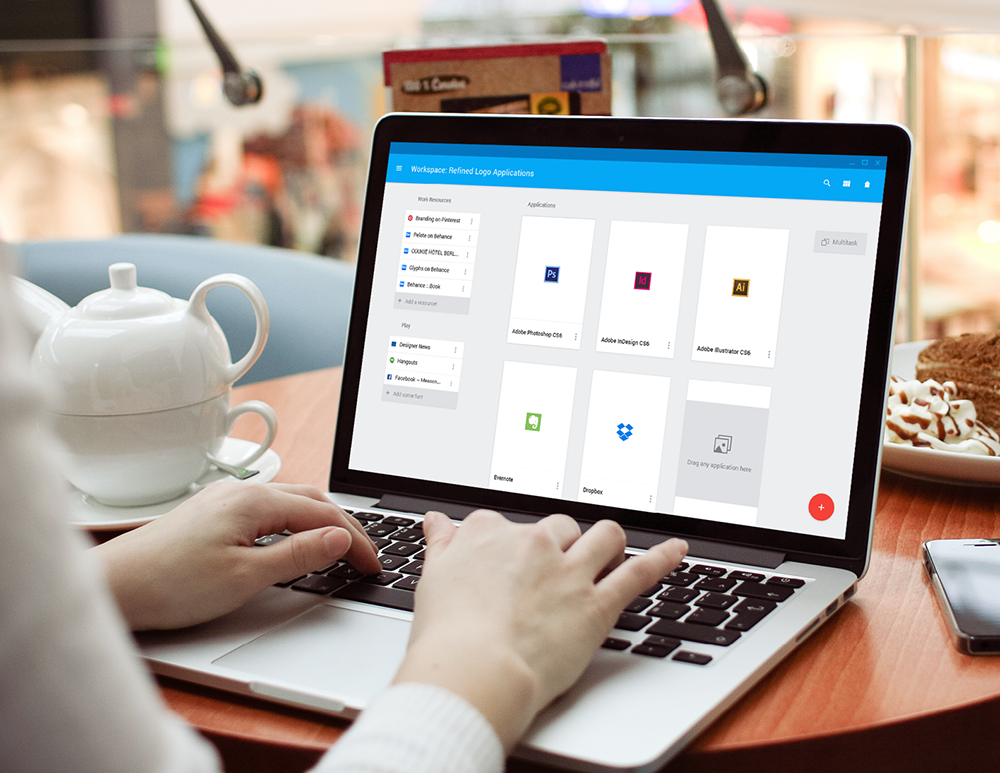 Workspace: Refined Logo Applications
Work Resources
Branding on Pinterest
Pelote on Behance
COOKIE HOTEL BERL...
Glyphs on Behance
Behance :: Book
+ Add a resource!
Play
Designer News
Hangouts
Facebook – Meason...
+ Add some fun!
Applications
Ps
Adobe Photoshop CS6
Id
Adobe InDesign CS6
Ai
Adobe Illustrator CS6
Multitask
Evernote
Dropbox
Drag any application here
+